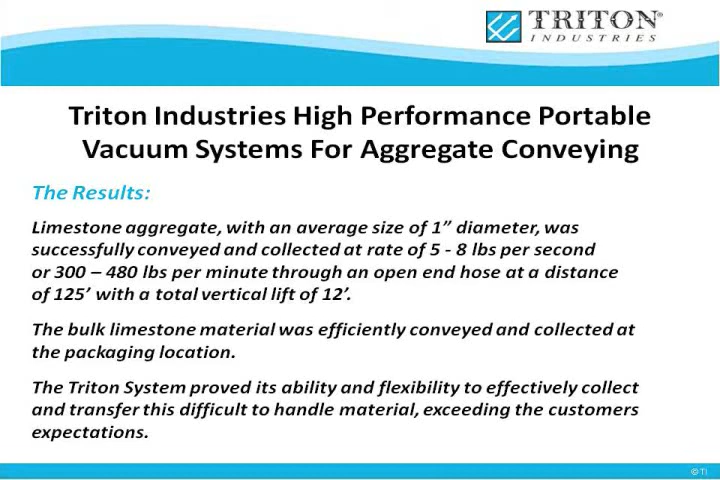 TRITON®
INDUSTRIES
Triton Industries High Performance Portable
Vacuum Systems For Aggregate Conveying
The Results:
Limestone aggregate, with an average size of 1” diameter, was
successfully conveyed and collected at rate of 5 - 8 lbs per second
or 300 – 480 lbs per minute through an open end hose at a distance
of 125’ with a total vertical lift of 12’.
The bulk limestone material was efficiently conveyed and collected at
the packaging location.
The Triton System proved its ability and flexibility to effectively collect
and transfer this difficult to handle material, exceeding the customers
expectations.
© TI